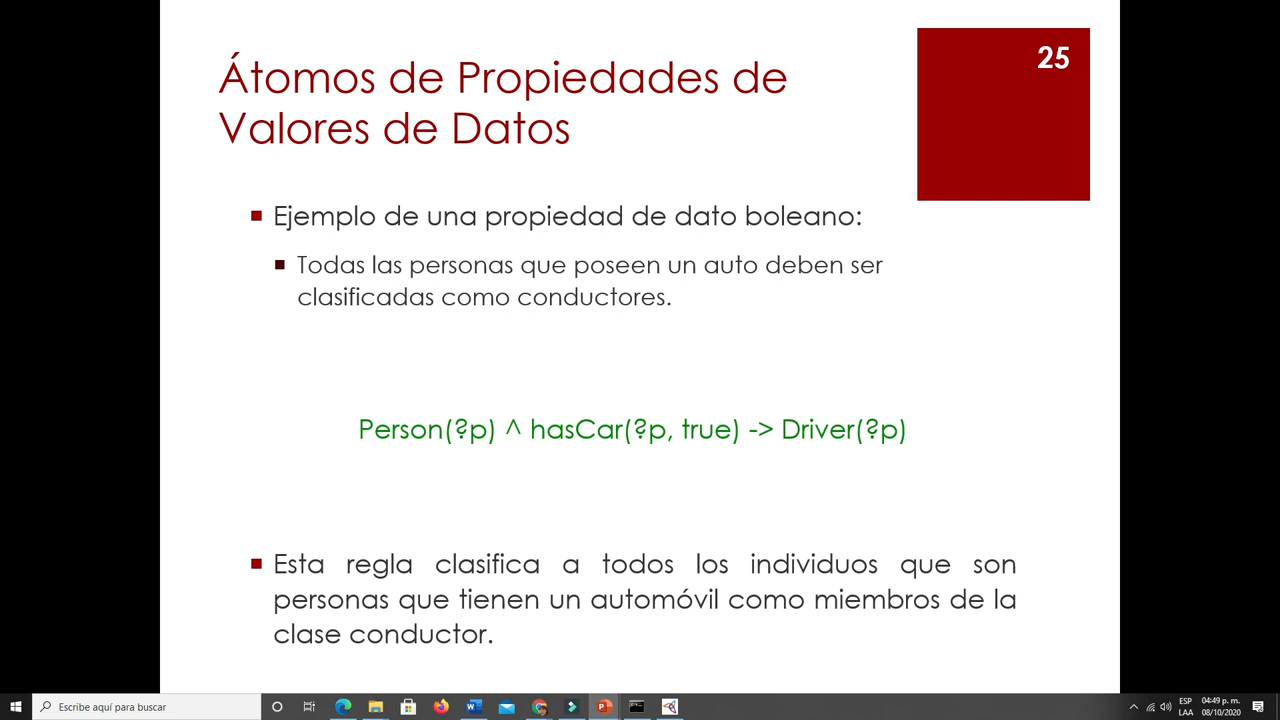 25
Átomos de Propiedades de
Valores de Datos
Ejemplo de una propiedad de dato boleano:
Todas las personas que poseen un auto deben ser
clasificadas como conductores.
Person(?p) ^ hasCar(?p, true) -> Driver(?p)
Esta regla clasifica a todos los individuos que son
personas que tienen un automóvil como miembros de la
clase conductor.
Escribe aquí para buscar
ESP
LAA
04:49 p. m.
08/10/2020